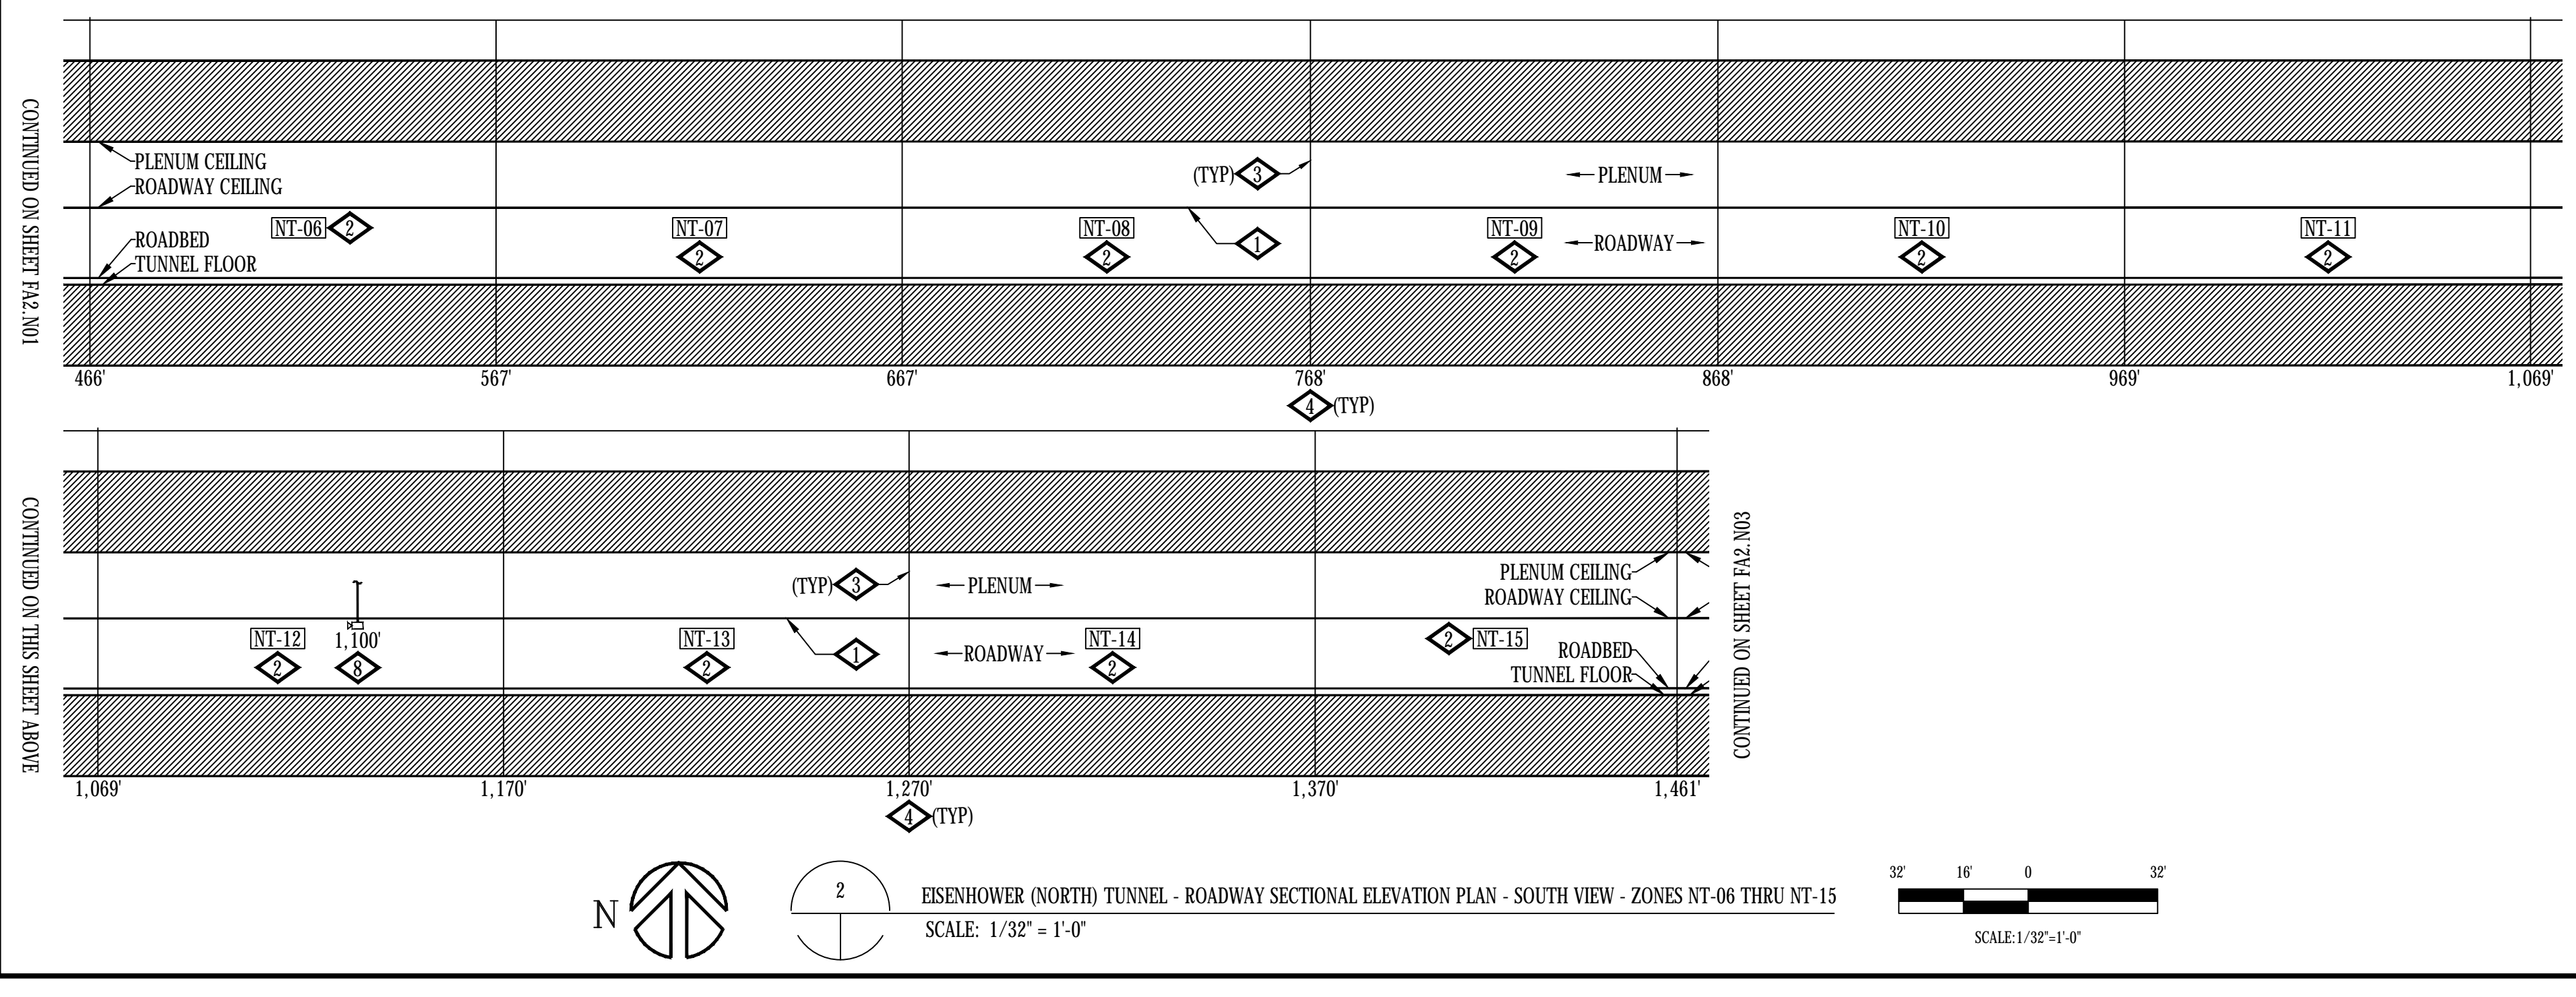 CONTINUED ON SHEET FA2.N01
PLENUM CEILING
ROADWAY CEILING
(TYP) 3
PLENUM
NT-06 2
NT-07
2
NT-08
2
1
NT-09
2
ROADWAY
NT-10
2
NT-11
2
ROADBED
TUNNEL FLOOR
466' 567' 667' 768' 868' 969' 1,069'
4 (TYP)
CONTINUED ON THIS SHEET ABOVE
(TYP) 3
PLENUM
PLENUM CEILING
ROADWAY CEILING
NT-12
2
1,100'
8
NT-13
2
1
ROADWAY
NT-14
2
2 NT-15
ROADBED
TUNNEL FLOOR
CONTINUED ON SHEET FA2.N03
1,069' 1,170' 1,270' 1,370' 1,461'
4 (TYP)
N
2
EISENHOWER (NORTH) TUNNEL - ROADWAY SECTIONAL ELEVATION PLAN - SOUTH VIEW - ZONES NT-06 THRU NT-15
SCALE: 1/32" = 1'-0"
32' 16' 0 32'
SCALE:1/32"=1'-0"